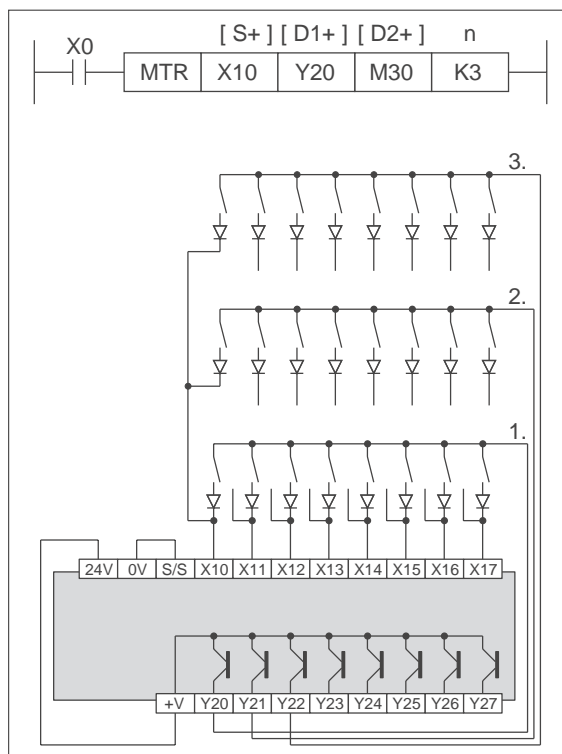 [ S+ ] [ D1+ ] [ D2+ ] n
X0
MTR X10 Y20 M30 K3
3.
2.
1.
24V 0V S/S X10 X11 X12 X13 X14 X15 X16 X17
+V Y20 Y21 Y22 Y23 Y24 Y25 Y26 Y27